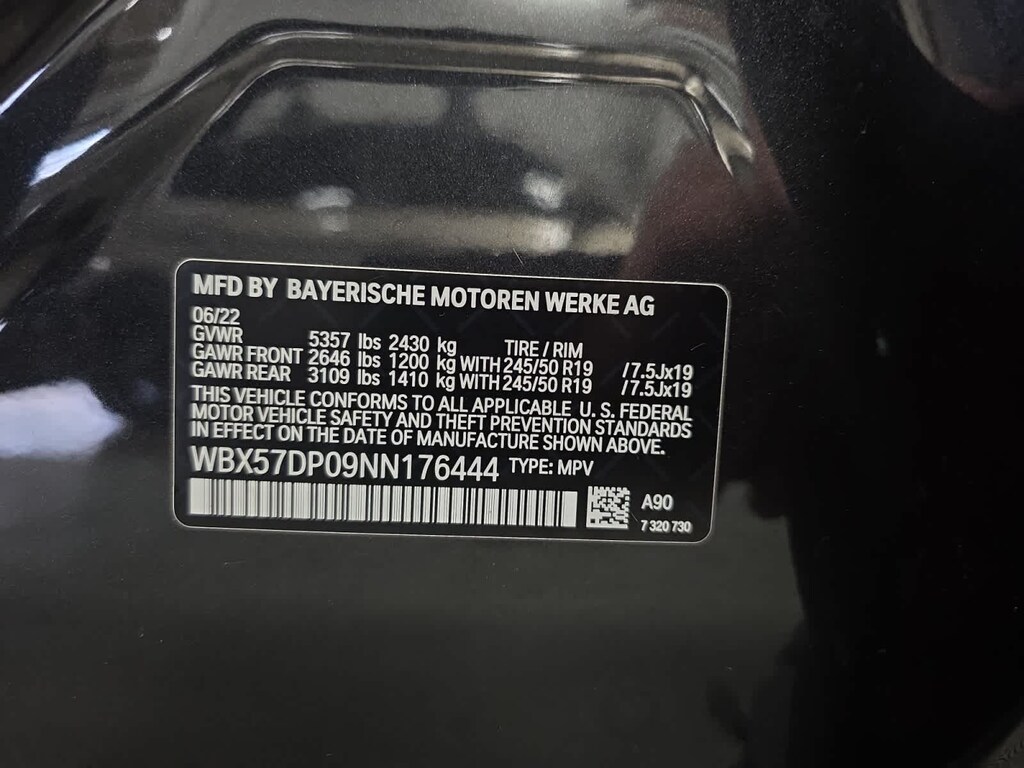 MFD BY BAYERISCHE MOTOREN WERKE AG
06/22
GVWR 5357 lbs 2430 kg TIRE / RIM
GAWR FRONT 2646 lbs 1200 kg WITH 245/50 R19 /7.5Jx19
GAWR REAR 3109 lbs 1410 kg WITH 245/50 R19 /7.5Jx19
THIS VEHICLE CONFORMS TO ALL APPLICABLE U. S. FEDERAL
MOTOR VEHICLE SAFETY AND THEFT PREVENTION STANDARDS
IN EFFECT ON THE DATE OF MANUFACTURE SHOWN ABOVE.
WBX57DP09NN176444 TYPE: MPV
A90
7 320 730